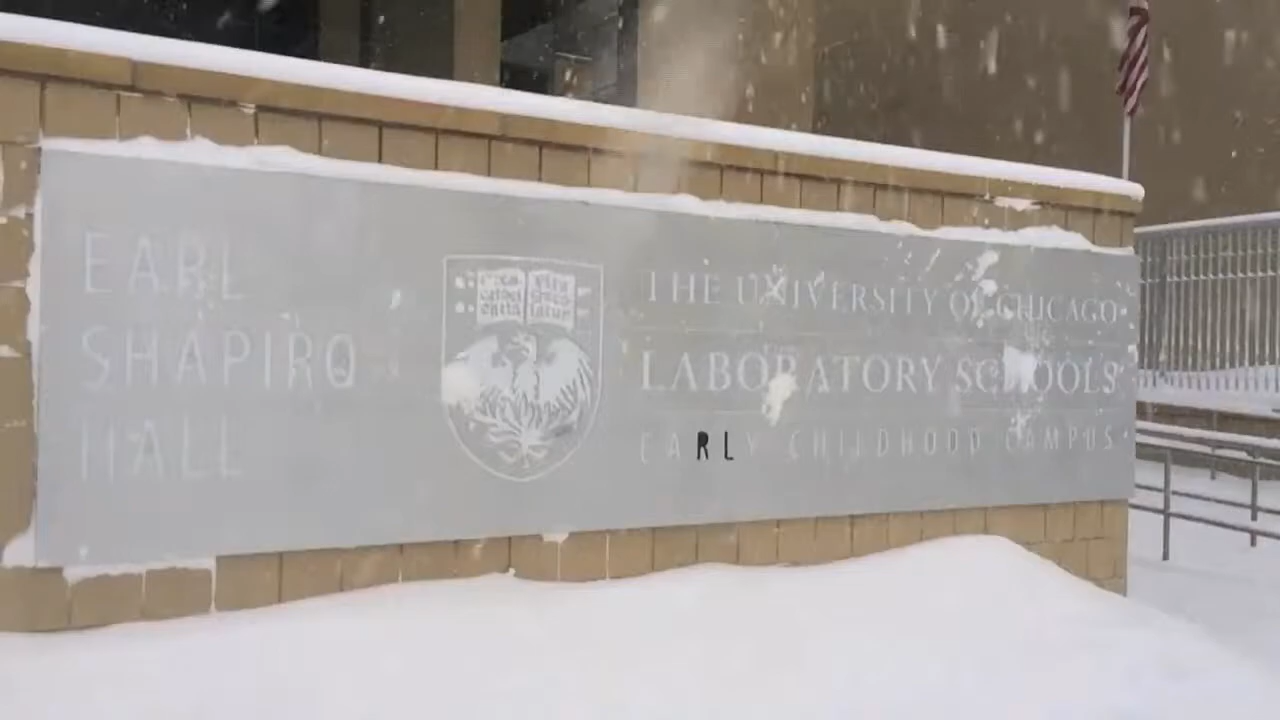 EARL
SHAPIRO
HALL
THE UNIVERSITY OF CHICAGO
LABORATORY SCHOOLS
EARLY CHILDHOOD CAMPUS